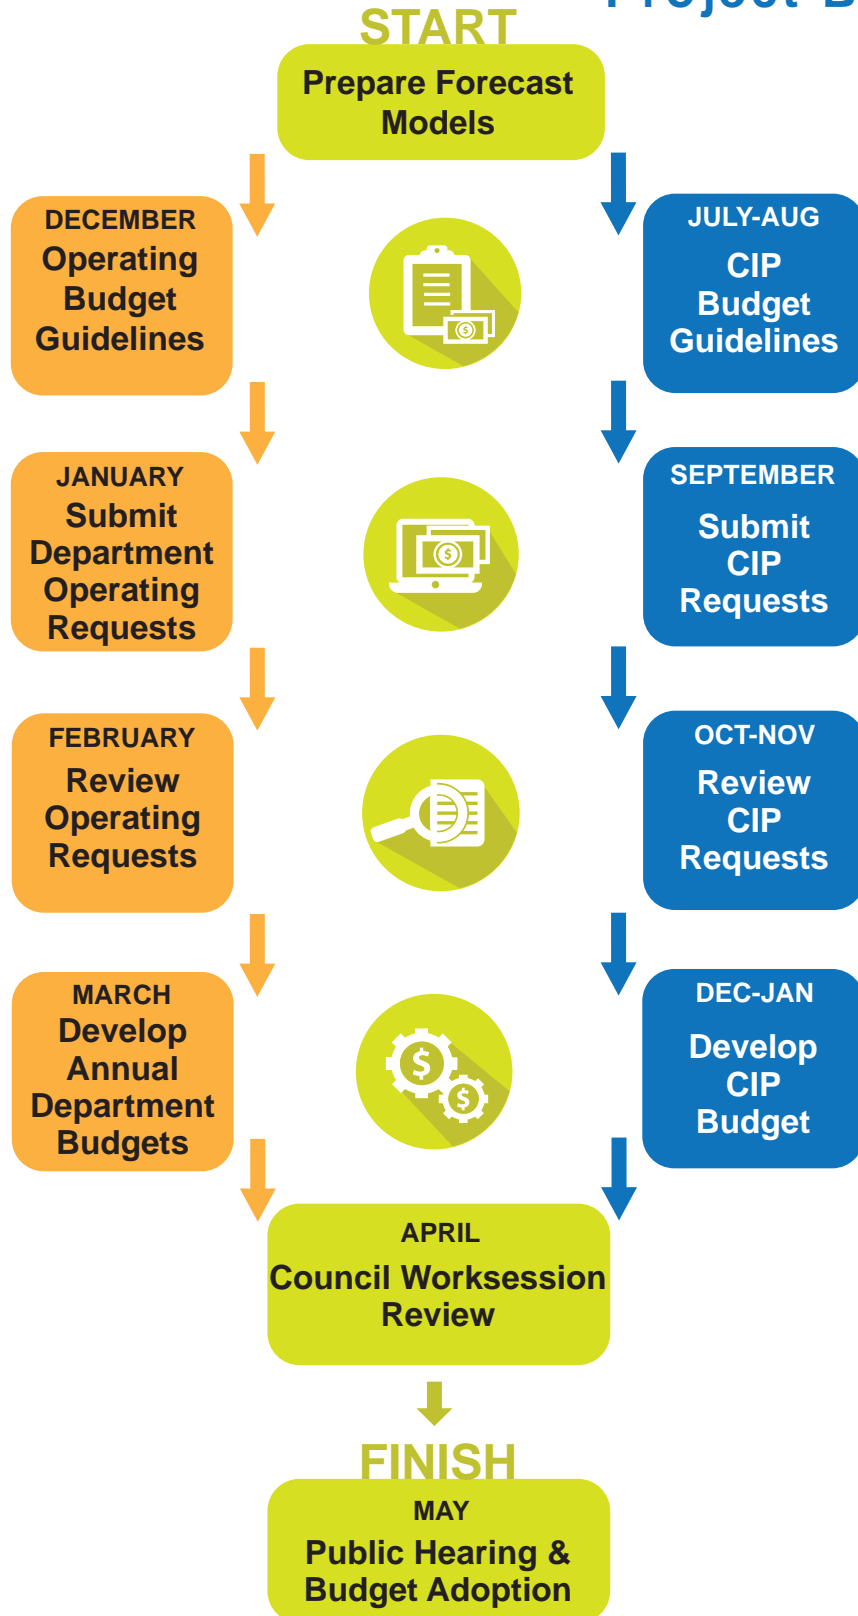 Project B
START
Prepare Forecast
Models
DECEMBER
Operating
Budget
Guidelines
JULY-AUG
CIP
Budget
Guidelines
JANUARY
Submit
Department
Operating
Requests
SEPTEMBER
Submit
CIP
Requests
FEBRUARY
Review
Operating
Requests
OCT-NOV
Review
CIP
Requests
MARCH
Develop
Annual
Department
Budgets
DEC-JAN
Develop
CIP
Budget
APRIL
Council Worksession
Review
FINISH
MAY
Public Hearing &
Budget Adoption